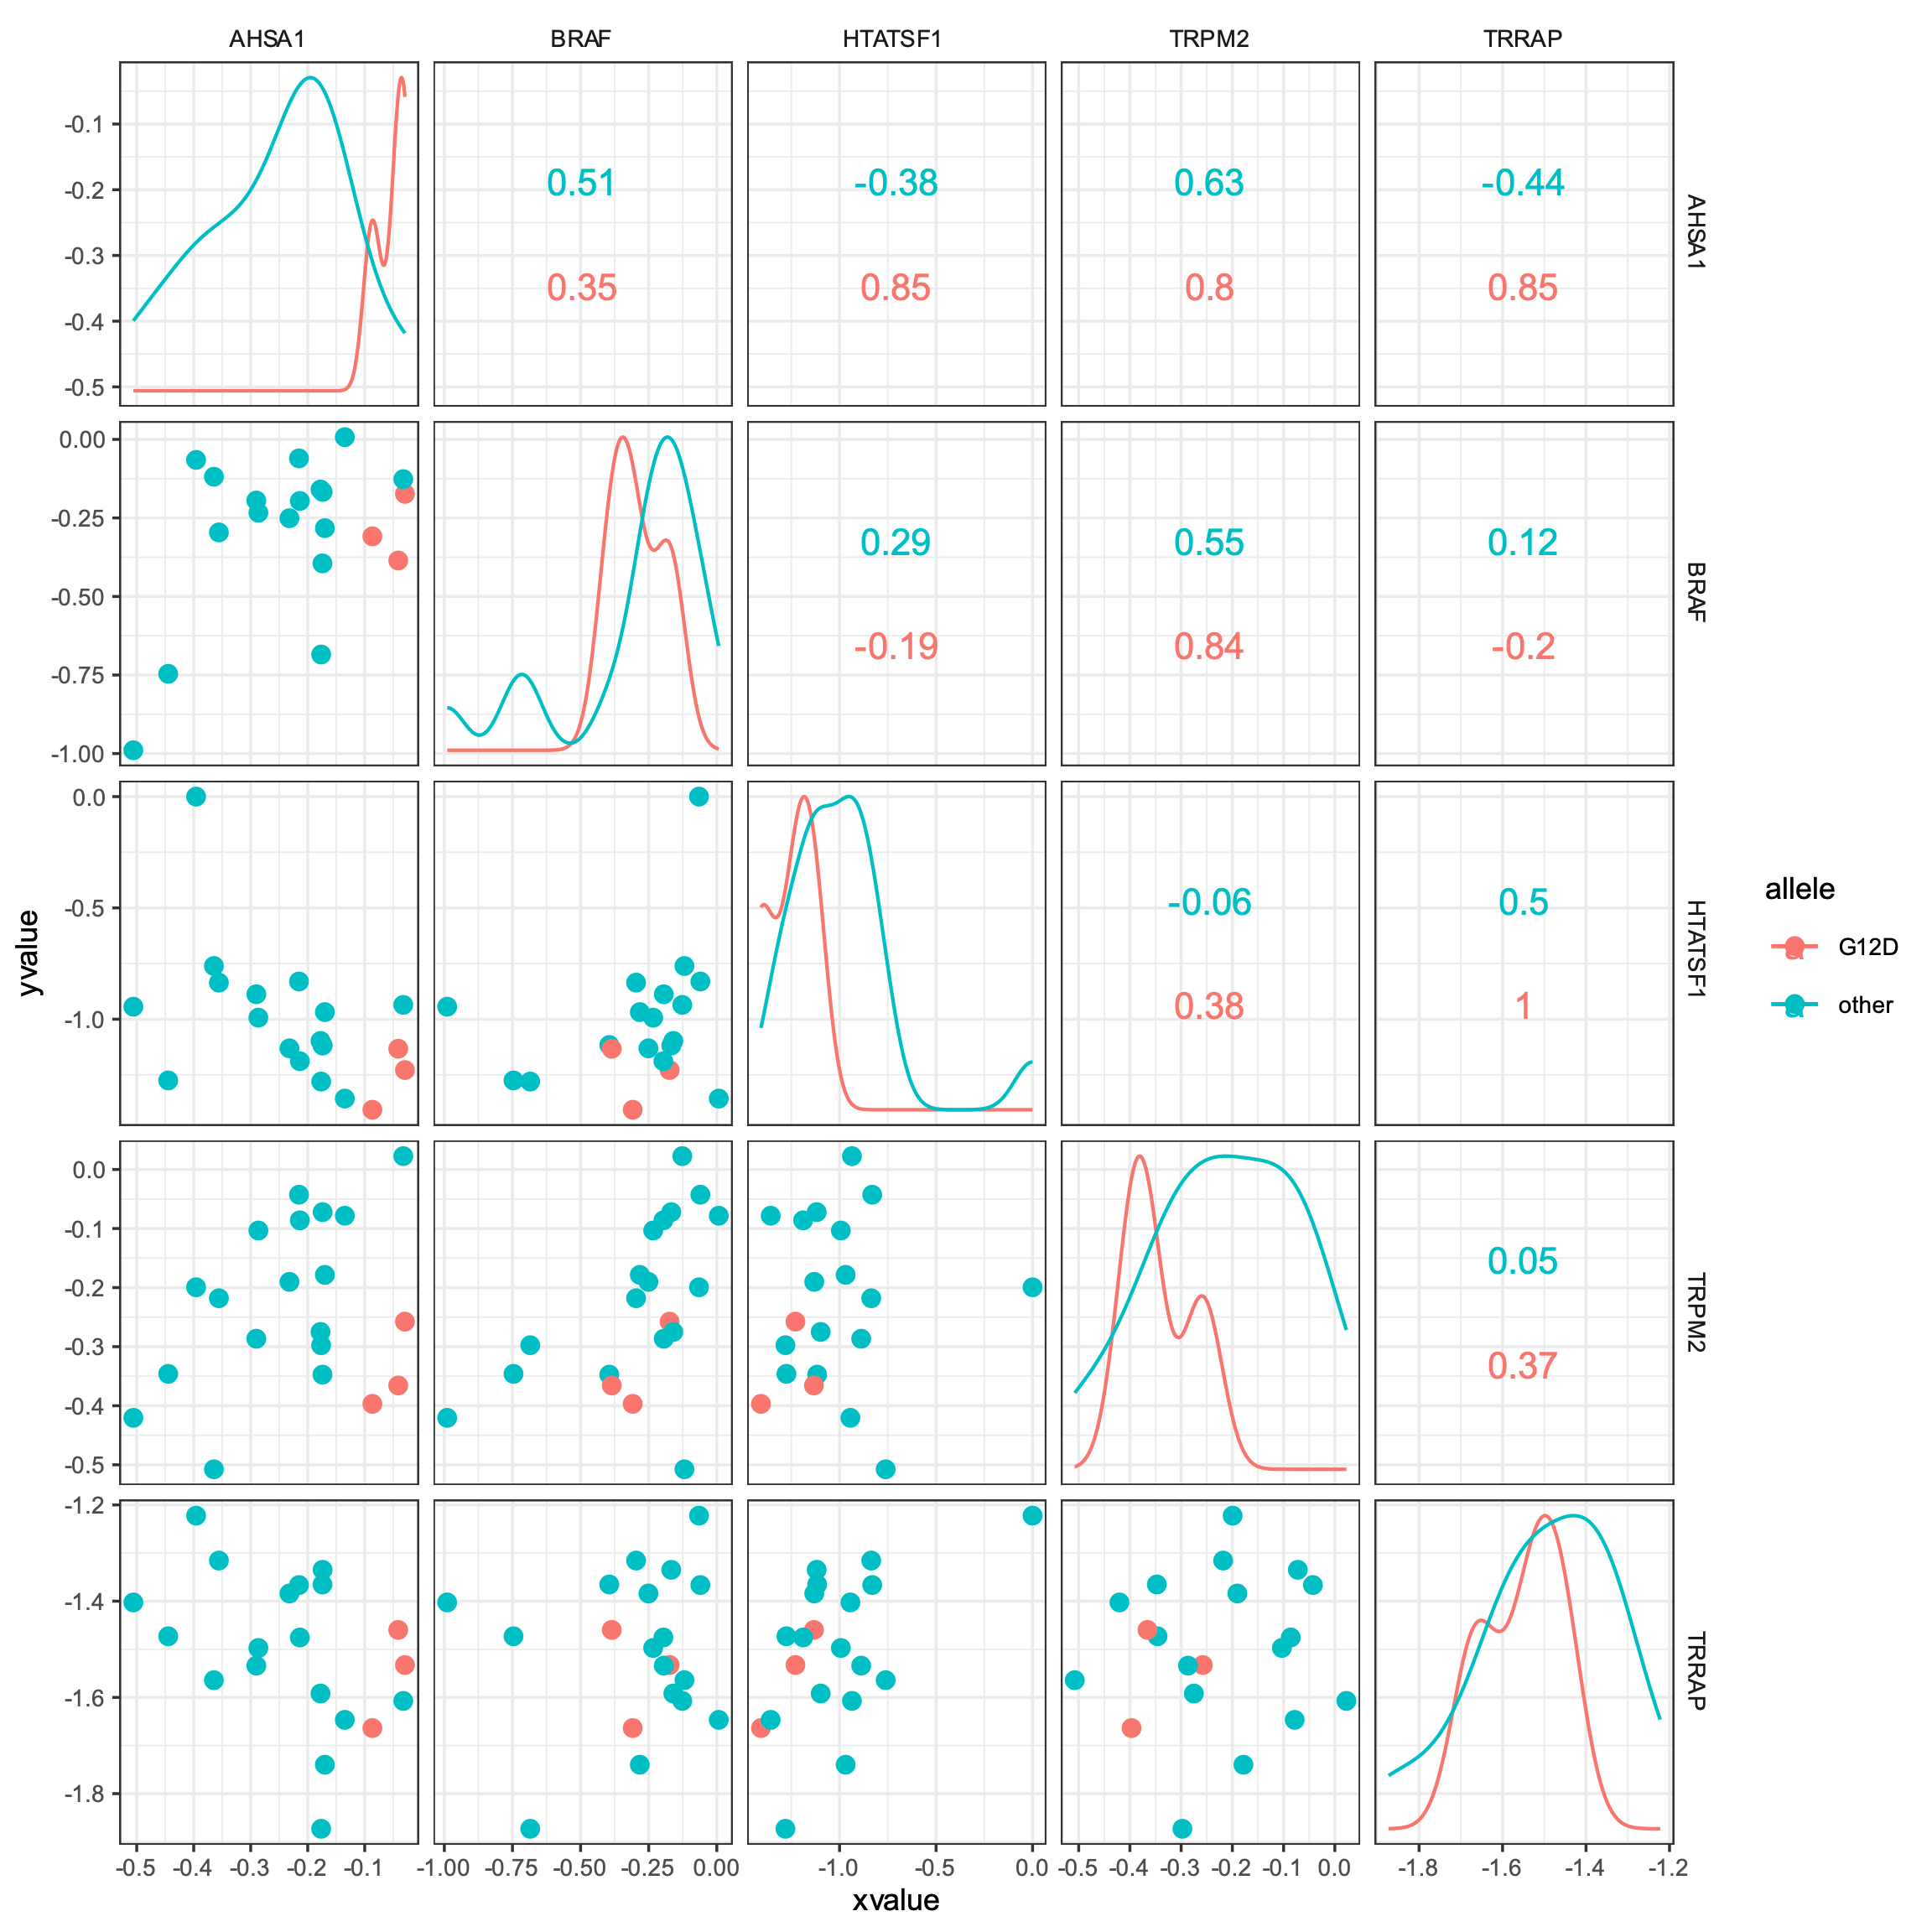 AHSA1 BRAF HTATSF1 TRPM2 TRRAP
-0.1
-0.2
-0.3
-0.4
-0.5
0.51 -0.38 0.63 -0.44
0.35 0.85 0.8 0.85
AHSA1
0.00
-0.25
-0.50
-0.75
-1.00
0.29 0.55 0.12
-0.19 0.84 -0.2
BRAF
0.0
-0.5
-1.0
-0.06 0.5
0.38 1
HTATSF1
0.0
-0.1
-0.2
-0.3
-0.4
-0.5
0.05
0.37
TRPM2
-1.2
-1.4
-1.6
-1.8
TRRAP
-0.5 -0.4 -0.3 -0.2 -0.1 -1.00 -0.75 -0.50 -0.25 0.00 -1.0 -0.5 0.0 -0.5 -0.4 -0.3 -0.2 -0.1 0.0 -1.8 -1.6 -1.4 -1.2
xvalue
yvalue
allele
G12D
other